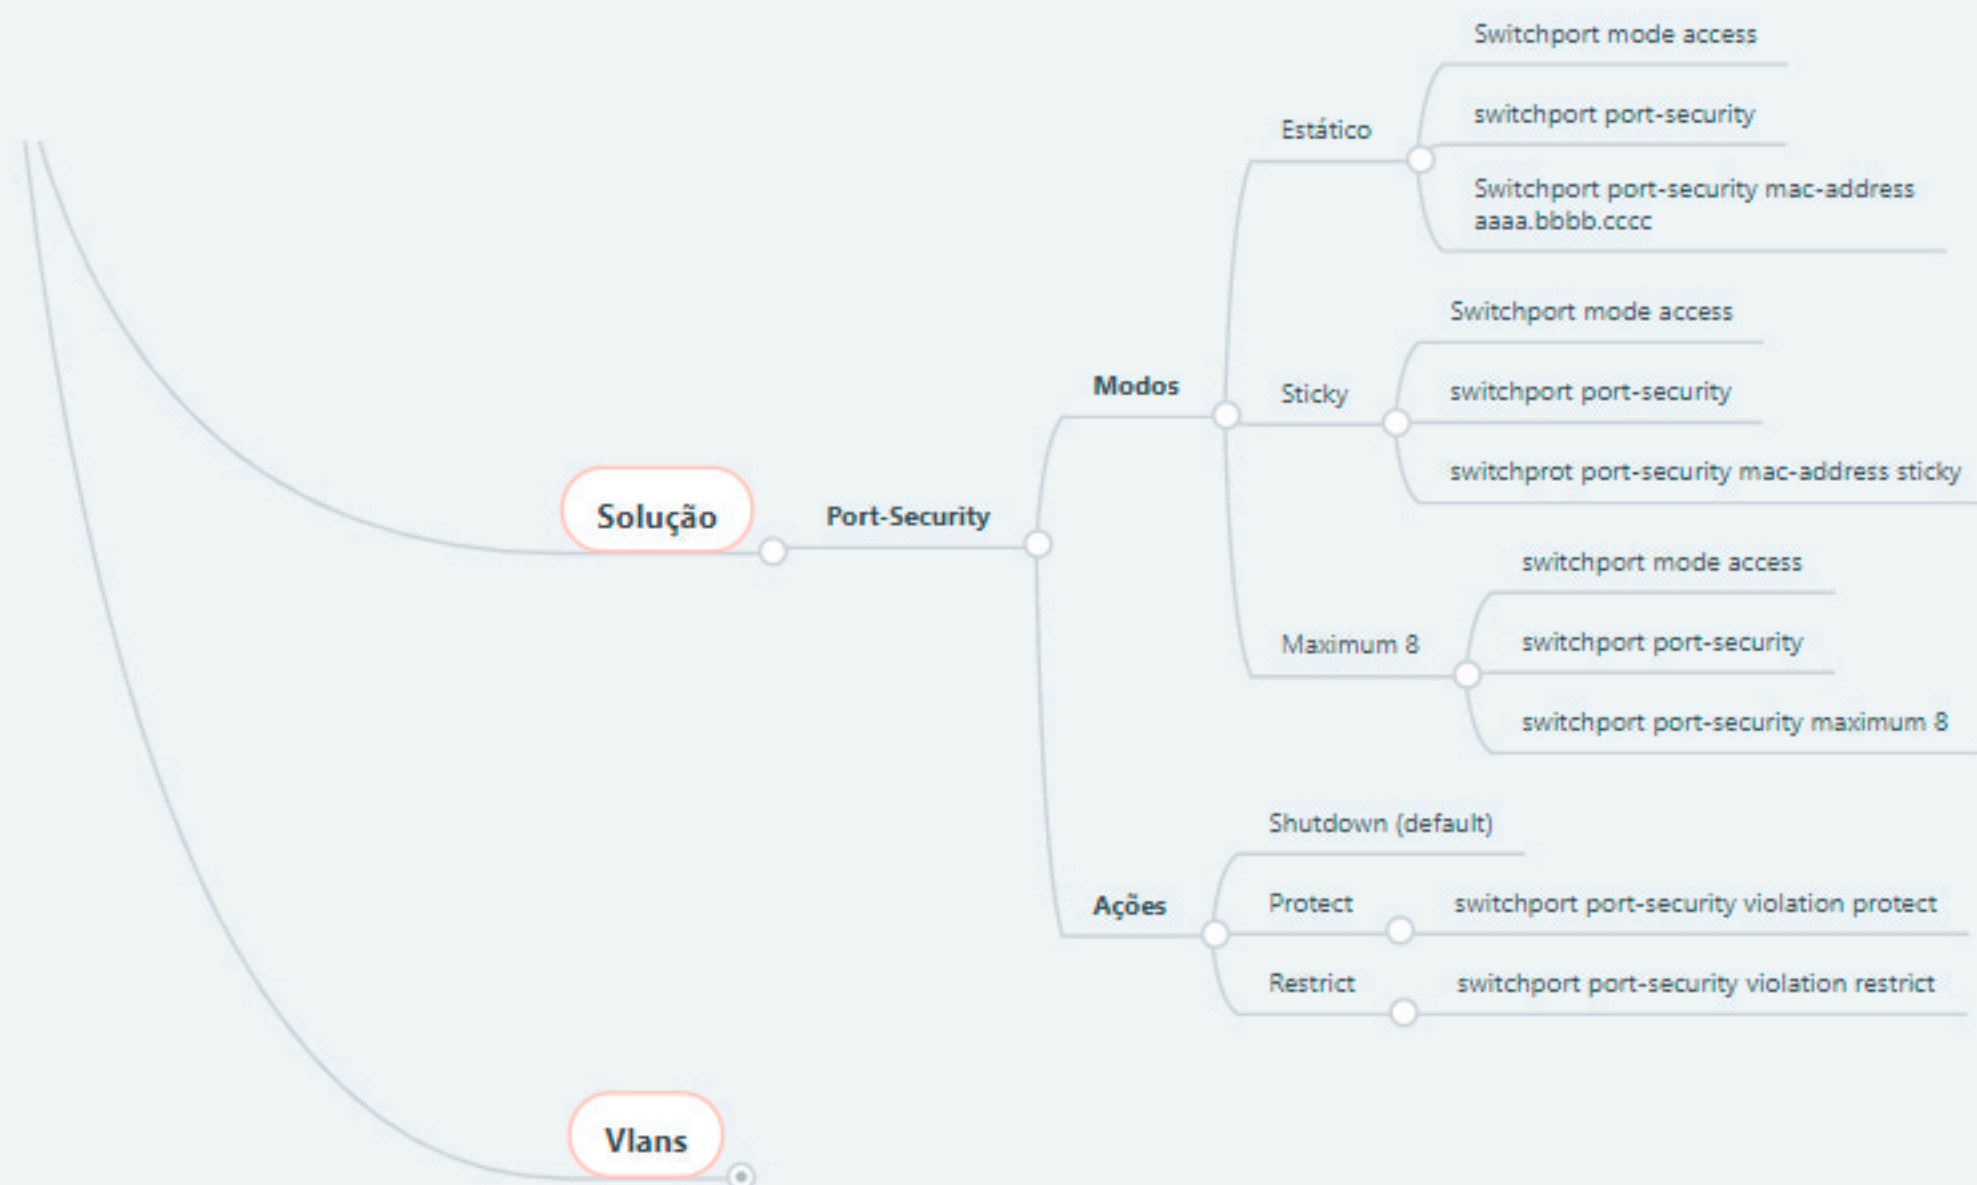 Solução
Port-Security
Modos
Estático
Switchport mode access
switchport port-security
Switchport port-security mac-address
aaaa.bbbb.cccc
Sticky
Switchport mode access
switchport port-security
switchprot port-security mac-address sticky
Maximum 8
switchport mode access
switchport port-security
switchport port-security maximum 8
Ações
Shutdown (default)
Protect
switchport port-security violation protect
Restrict
switchport port-security violation restrict
Vlans